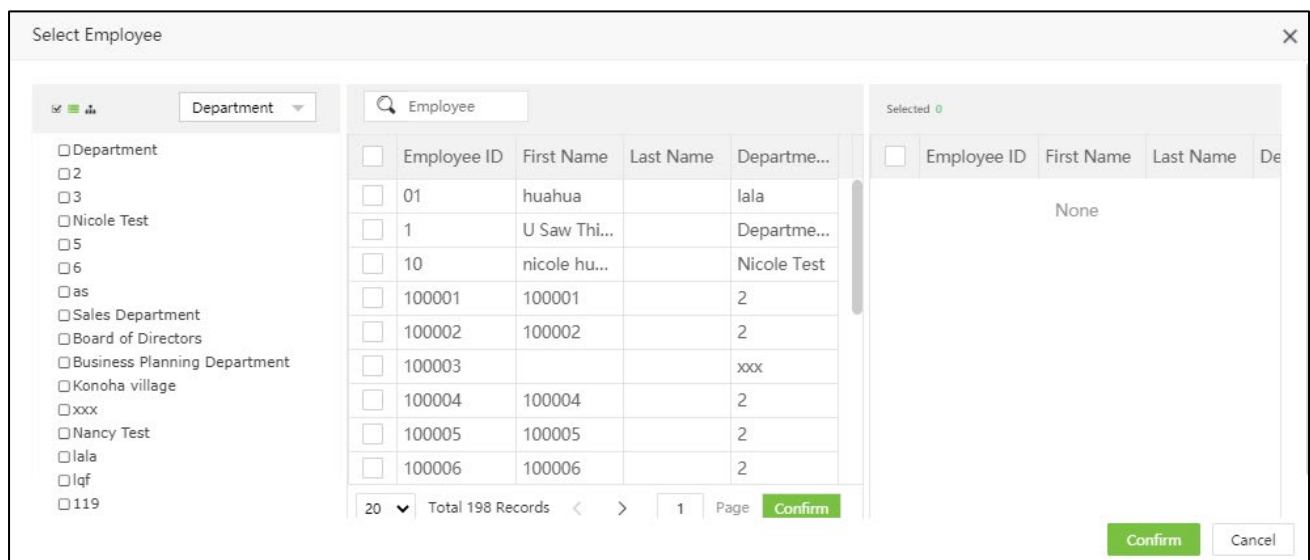 Select Employee
Department
Department
2
3
Nicole Test
5
6
as
Sales Department
Board of Directors
Business Planning Department
Konoha village
xxx
Nancy Test
lala
lqf
119
Employee
Employee ID First Name Last Name Departme...
01 huahua lala
1 U Saw Thi... Departme...
10 nicole hu... Nicole Test
100001 100001 2
100002 100002 2
100003 xxx
100004 100004 2
100005 100005 2
100006 100006 2
20 Total 198 Records < > 1 Page Confirm
Selected 0
Employee ID First Name Last Name De
None
Confirm Cancel